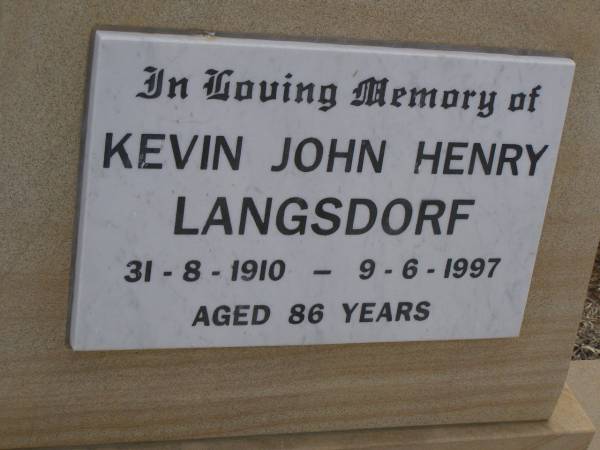 In Loving Memory of
KEVIN JOHN HENRY
LANGSDORF
31 - 8 - 1910 - 9 - 6 - 1997
AGED 86 YEARS